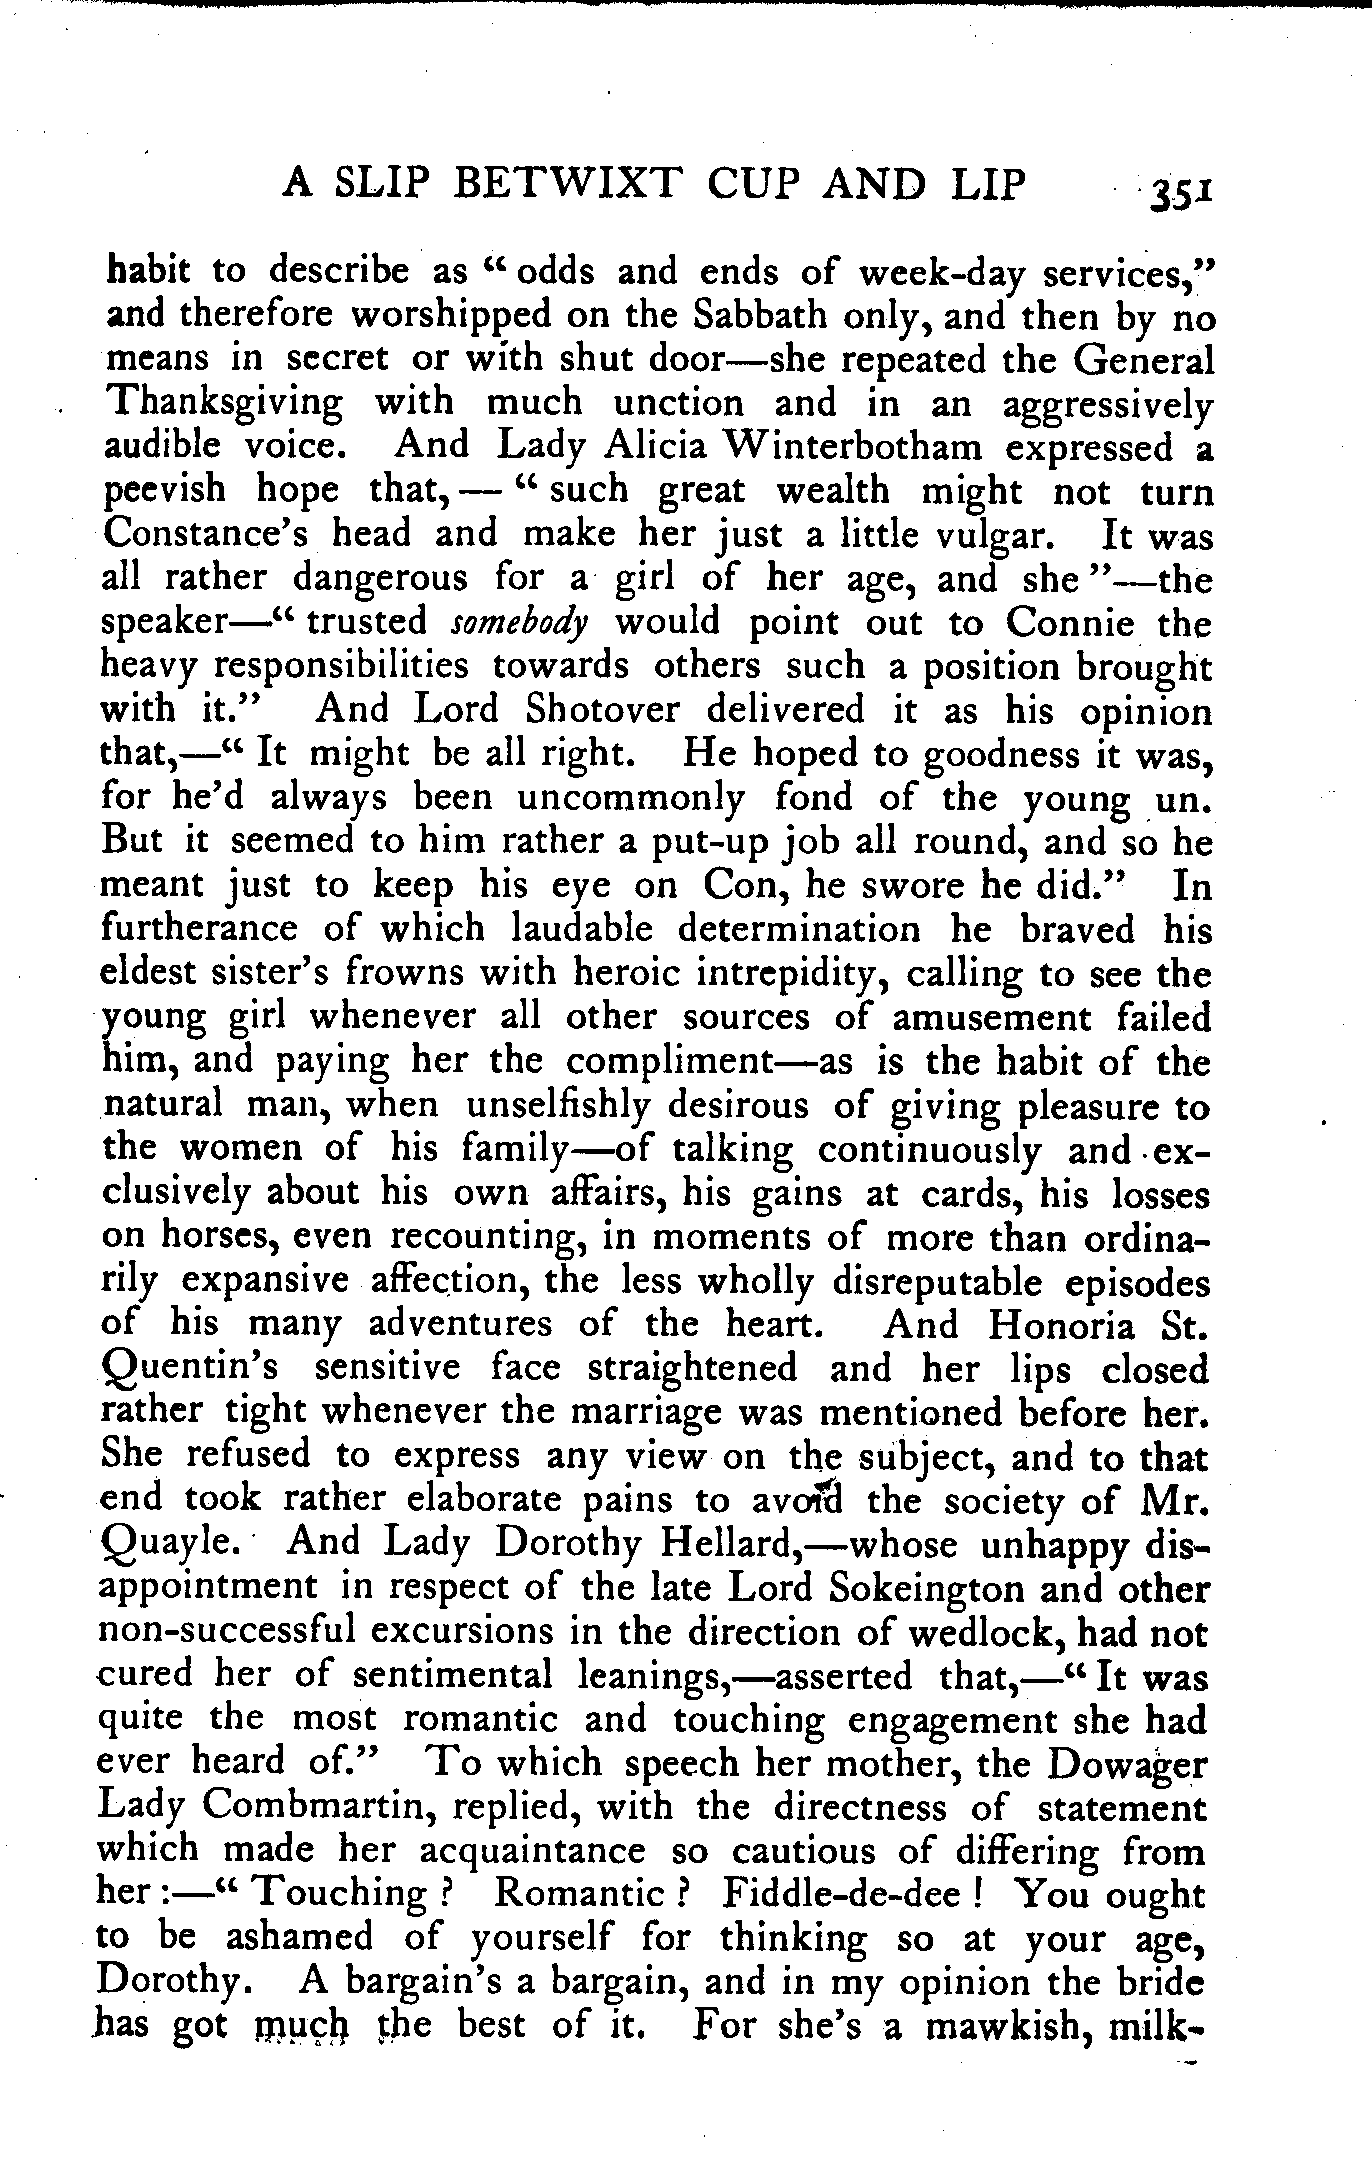 A SLIP BETWIXT CUP AND LIP 351
habit to describe as “ odds and ends of week-day services,”
and therefore worshipped on the Sabbath only, and then by no
means in secret or with shut door—she repeated the General
Thanksgiving with much unction and in an aggressively
audible voice. And Lady Alicia Winterbotham expressed a
peevish hope that,— “ such great wealth might not turn
Constance’s head and make her just a little vulgar. It was
all rather dangerous for a girl of her age, and she ”—the
speaker—“ trusted somebody would point out to Connie the
heavy responsibilities towards others such a position brought
with it.” And Lord Shotover delivered it as his opinion
that,—“ It might be all right. He hoped to goodness it was,
for he’d always been uncommonly fond of the young un.
But it seemed to him rather a put-up job all round, and so he
meant just to keep his eye on Con, he swore he did.” In
furtherance of which laudable determination he braved his
eldest sister’s frowns with heroic intrepidity, calling to see the
young girl whenever all other sources of amusement failed
him, and paying her the compliment—as is the habit of the
natural man, when unselfishly desirous of giving pleasure to
the women of his family—of talking continuously and ex-
clusively about his own affairs, his gains at cards, his losses
on horses, even recounting, in moments of more than ordina-
rily expansive affection, the less wholly disreputable episodes
of his many adventures of the heart. And Honoria St.
Quentin’s sensitive face straightened and her lips closed
rather tight whenever the marriage was mentioned before her.
She refused to express any view on the subject, and to that
end took rather elaborate pains to avoid the society of Mr.
Quayle. And Lady Dorothy Hellard,—whose unhappy dis-
appointment in respect of the late Lord Sokeington and other
non-successful excursions in the direction of wedlock, had not
cured her of sentimental leanings,—asserted that,—“ It was
quite the most romantic and touching engagement she had
ever heard of.” To which speech her mother, the Dowager
Lady Combmartin, replied, with the directness of statement
which made her acquaintance so cautious of differing from
her :—“ Touching ? Romantic ? Fiddle-de-dee ! You ought
to be ashamed of yourself for thinking so at your age,
Dorothy. A bargain’s a bargain, and in my opinion the bride
has got much the best of it. For she’s a mawkish, milk-